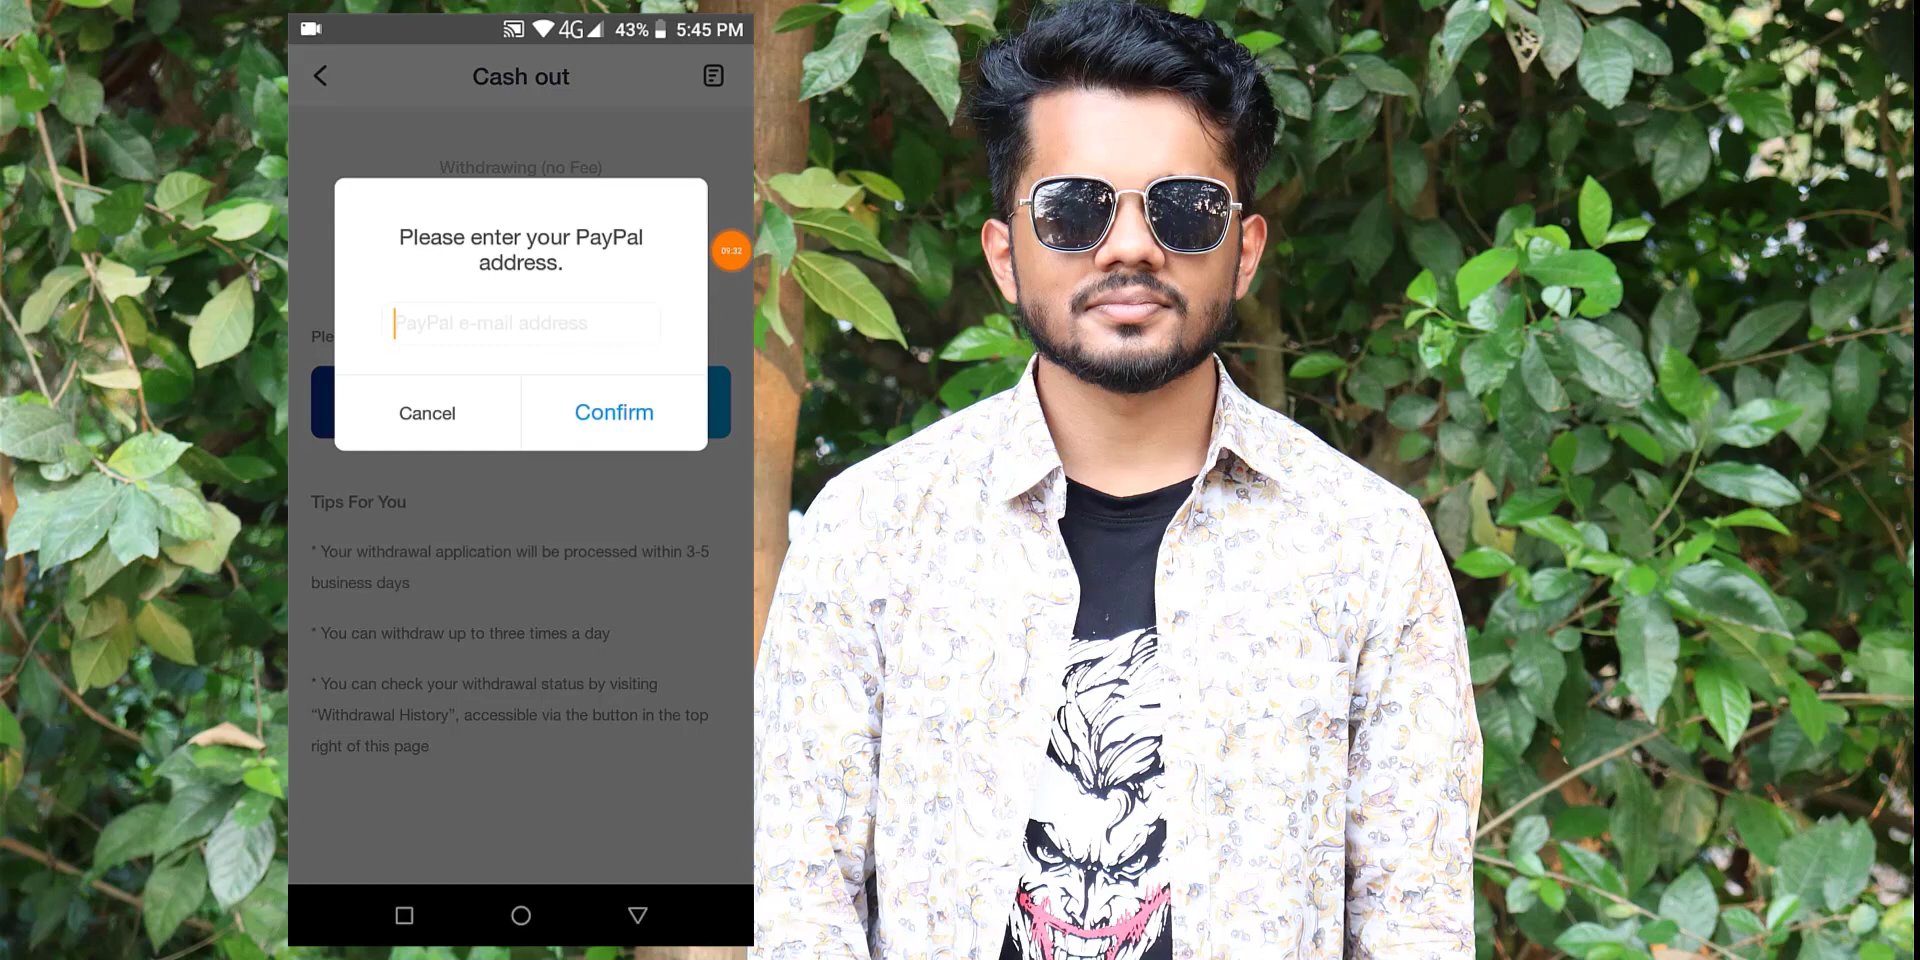 4G 43% 5:45 PM
Cash out
Withdrawing (no Fee)
Please enter your PayPal
address.
09:32
PayPal e-mail address
Ple
Cancel
Confirm
Tips For You
* Your withdrawal application will be processed within 3-5
business days
* You can withdraw up to three times a day
* You can check your withdrawal status by visiting
“Withdrawal History”, accessible via the button in the top
right of this page